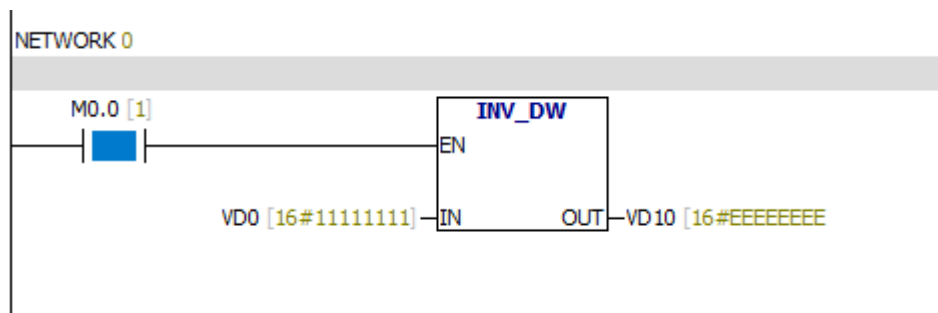 NETWORK 0
M0.0 [1]
INV_DW
EN
VD0 [16#11111111] IN OUT VD10 [16#EEEEEEEE